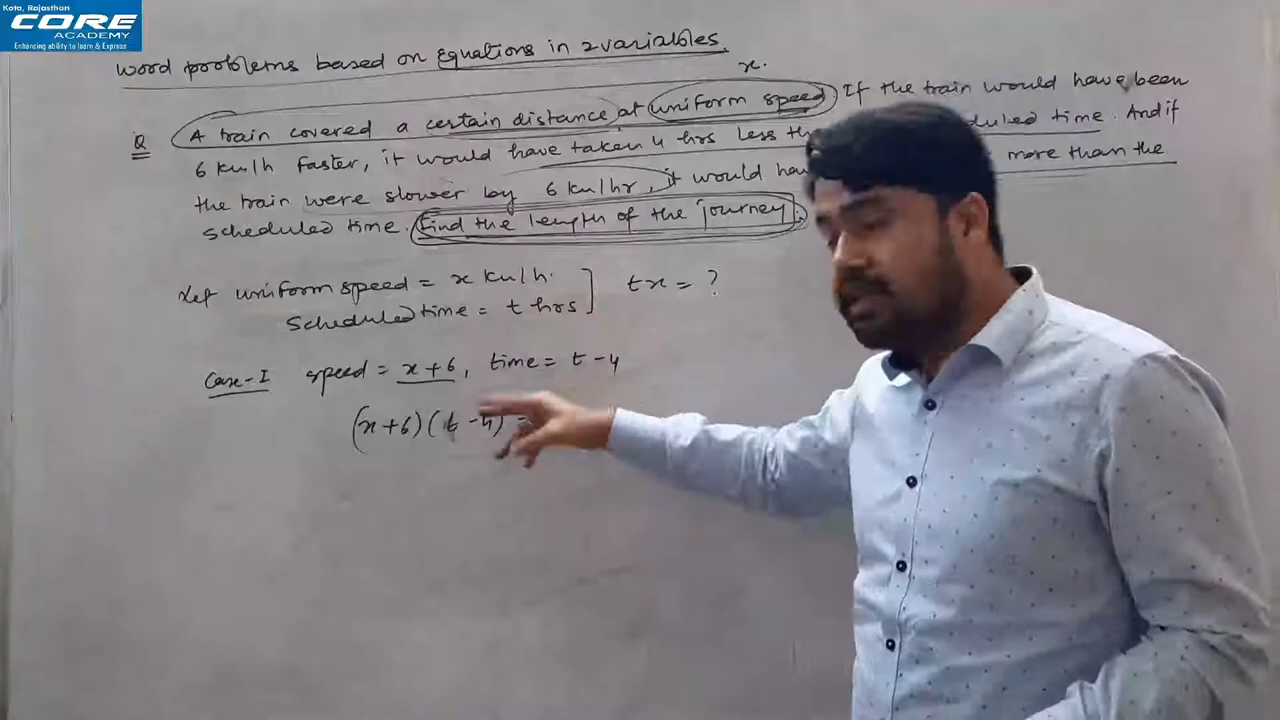 Kota, Rajasthan
CORE
ACADEMY
Enhancing ability to learn & Express
word problems based on Equations in 2 variables.
x.
Q A train covered a certain distance at uniform speed If the train would have been
6 km/h faster, it would have taken 4 hrs less the scheduled time. And if
the train were slower by 6 km/hr, it would hav more than the
scheduled time. Find the length of the journey.
Let uniform speed = x km/h. tx = ?
Scheduled time = t hrs
Case-I speed = x+6, time = t-4
(x+6)(t-4) =